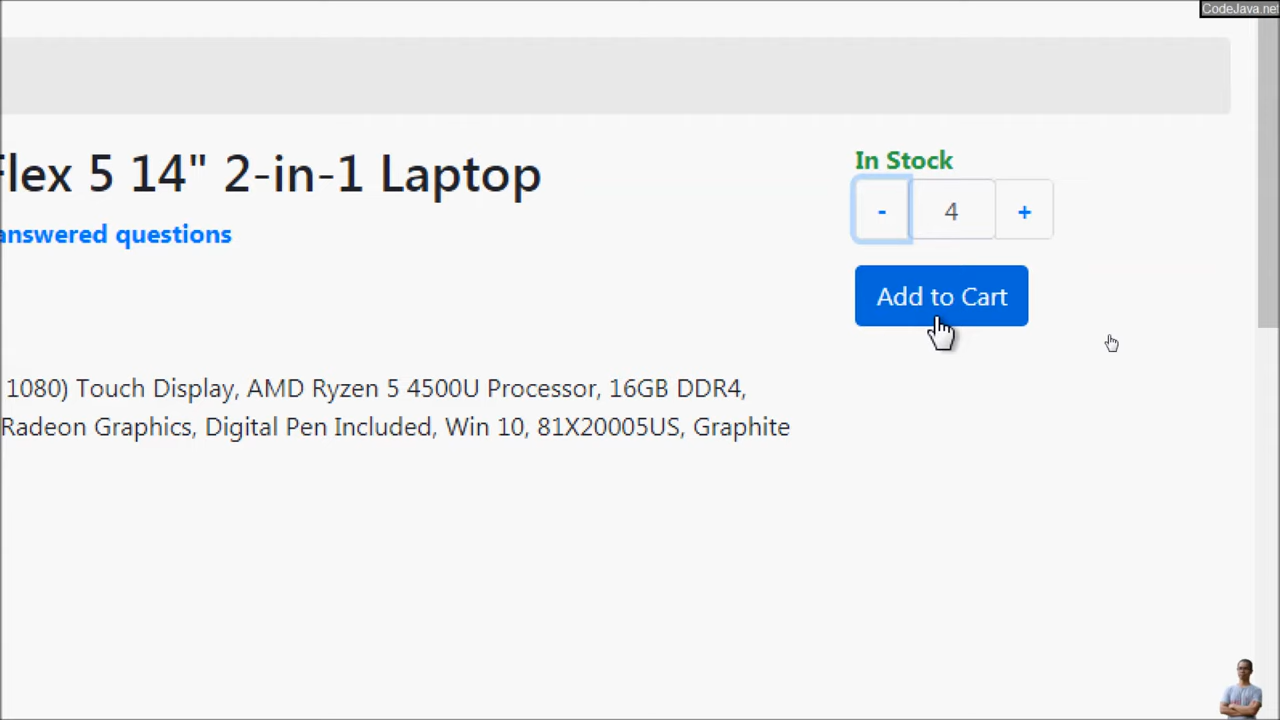 CodeJava.net
Flex 5 14" 2-in-1 Laptop
answered questions
In Stock
- 4 +
Add to Cart
1080) Touch Display, AMD Ryzen 5 4500U Processor, 16GB DDR4,
Radeon Graphics, Digital Pen Included, Win 10, 81X20005US, Graphite